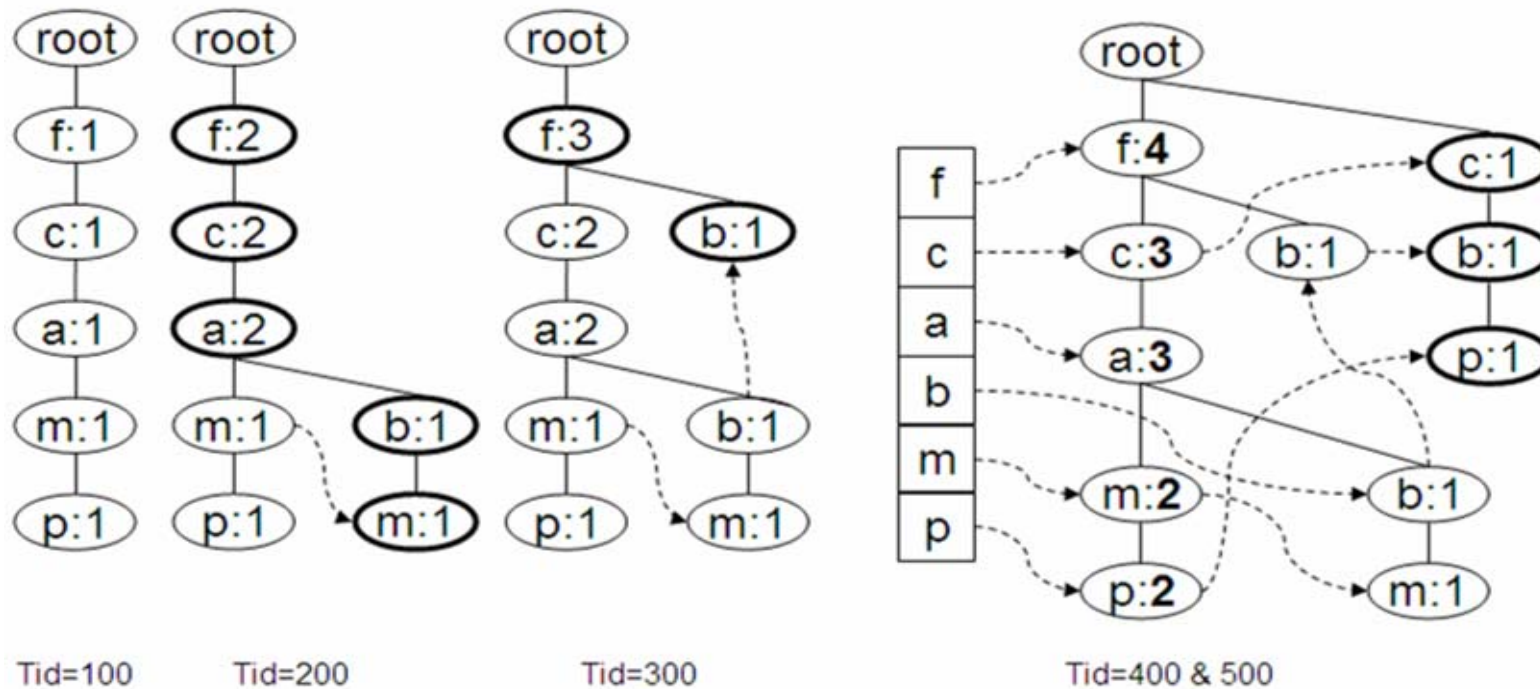 root
f:1
c:1
a:1
m:1
p:1
Tid=100
root
f:2
c:2
a:2
m:1
b:1
p:1
m:1
Tid=200
root
f:3
c:2
b:1
a:2
m:1
b:1
p:1
m:1
Tid=300
f
c
a
b
m
p
root
f:4
c:1
c:3
b:1
b:1
a:3
p:1
m:2
b:1
p:2
m:1
Tid=400 & 500